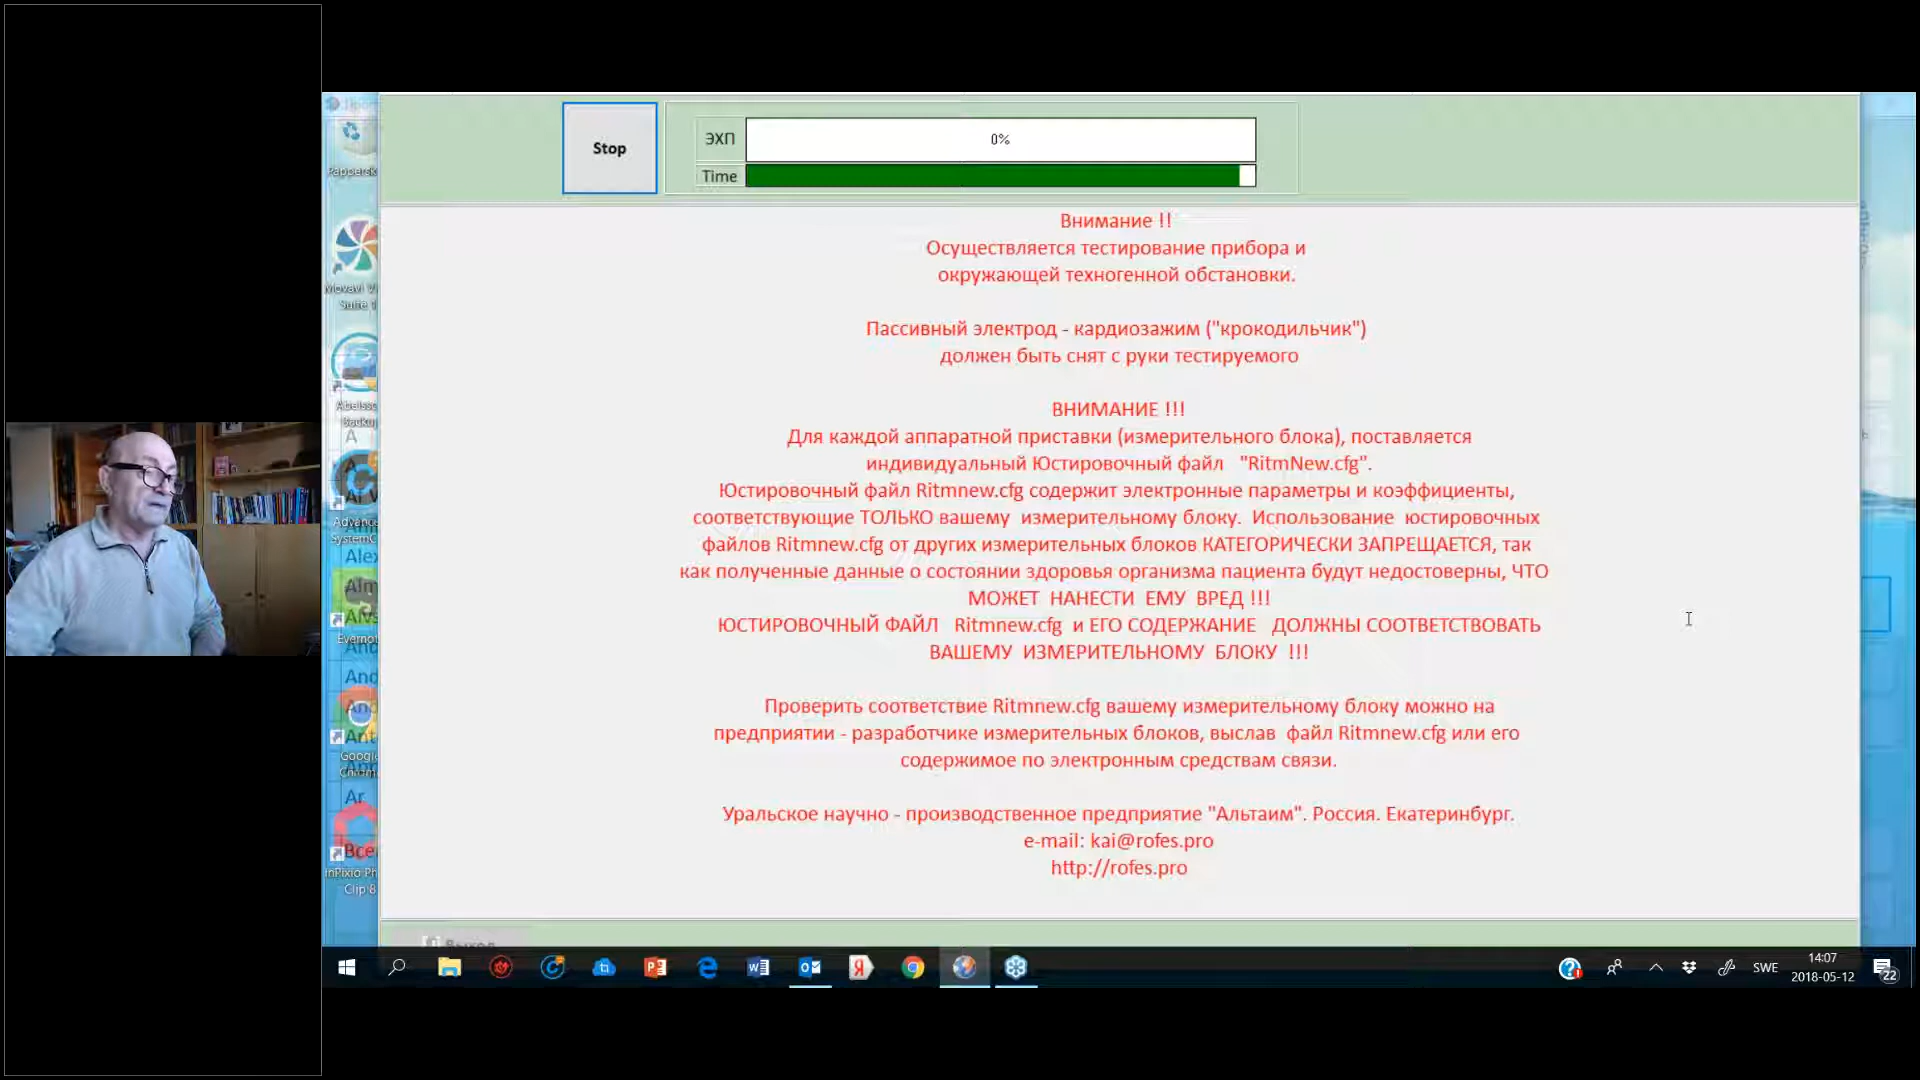 Stop
ЭХП
0%
Time
Внимание !!
Осуществляется тестирование прибора и
окружающей техногенной обстановки.
Пассивный электрод - кардиозажим ("крокодильчик")
должен быть снят с руки тестируемого
ВНИМАНИЕ !!!
Для каждой аппаратной приставки (измерительного блока), поставляется
индивидуальный Юстировочный файл "RitmNew.cfg".
Юстировочный файл Ritmnew.cfg содержит электронные параметры и коэффициенты,
соответствующие ТОЛЬКО вашему измерительному блоку. Использование юстировочных
файлов Ritmnew.cfg от других измерительных блоков КАТЕГОРИЧЕСКИ ЗАПРЕЩАЕТСЯ, так
как полученные данные о состоянии здоровья организма пациента будут недостоверны, ЧТО
МОЖЕТ НАНЕСТИ ЕМУ ВРЕД !!!
ЮСТИРОВОЧНЫЙ ФАЙЛ Ritmnew.cfg и ЕГО СОДЕРЖАНИЕ ДОЛЖНЫ СООТВЕТСТВОВАТЬ
ВАШЕМУ ИЗМЕРИТЕЛЬНОМУ БЛОКУ !!!
Проверить соответствие Ritmnew.cfg вашему измерительному блоку можно на
предприятии - разработчике измерительных блоков, выслав файл Ritmnew.cfg или его
содержимое по электронным средствам связи.
Уральское научно - производственное предприятие "Альтаим". Россия. Екатеринбург.
e-mail: kai@rofes.pro
http://rofes.pro
Выход
SWE
14:07
2018-05-12
22